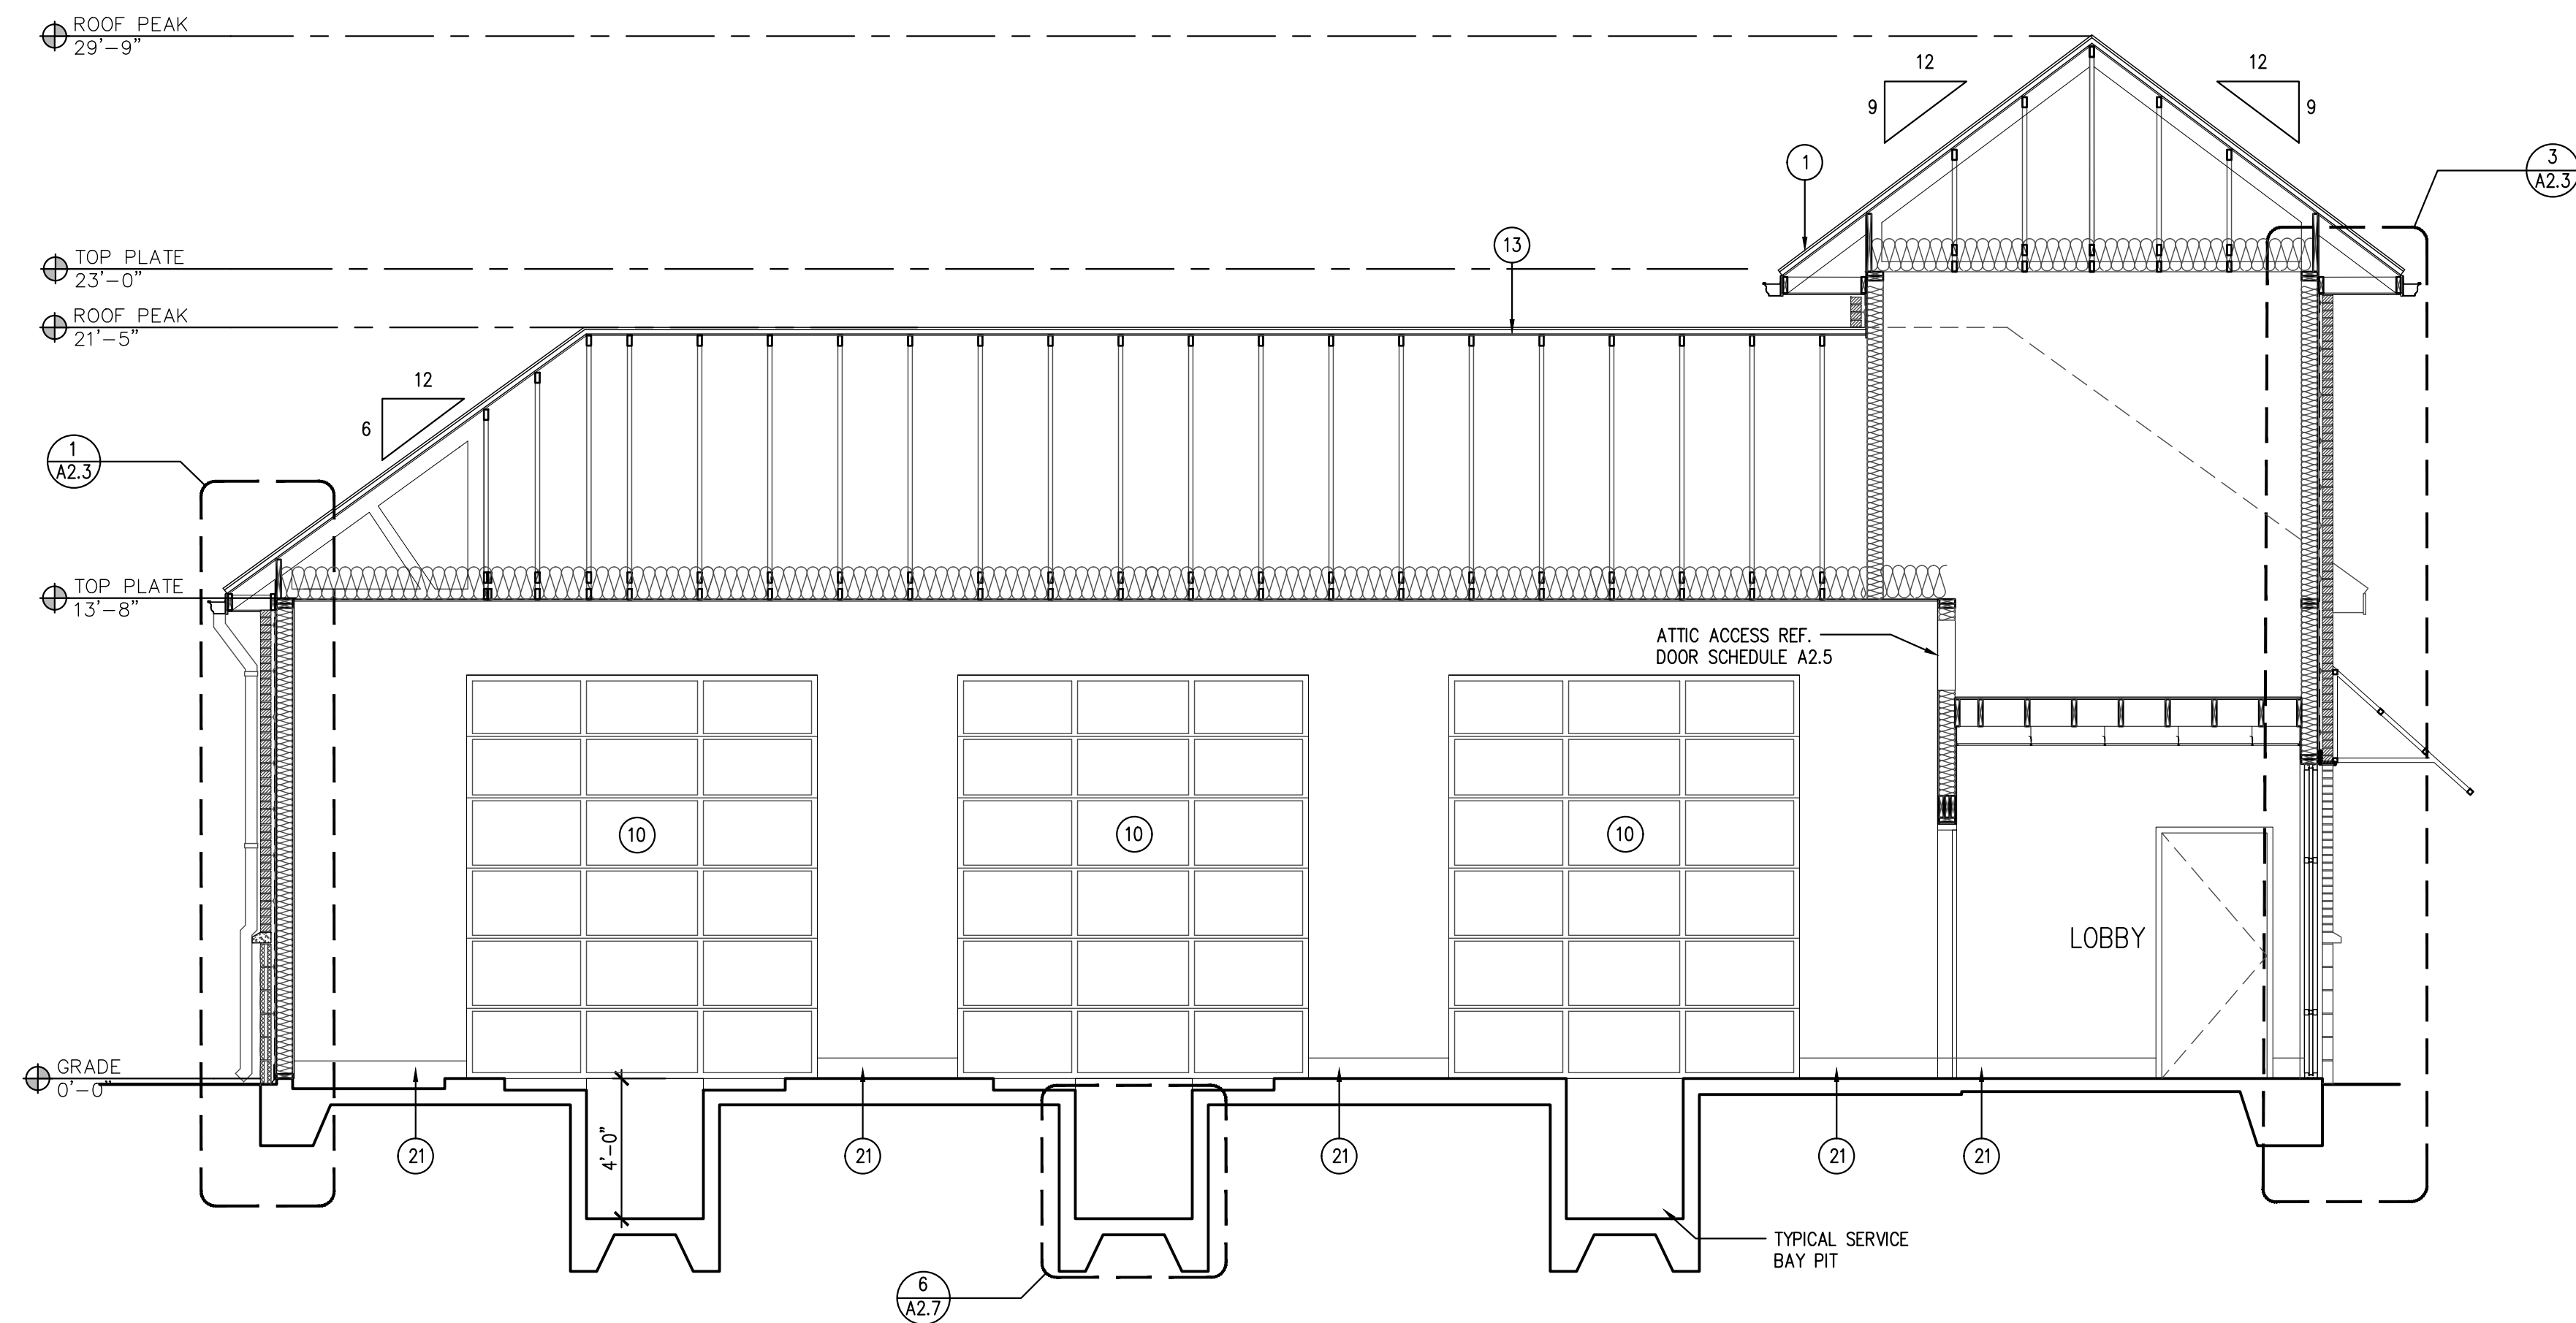 ROOF PEAK
29'-9"
12
12
9
9
3
A2.3
1
TOP PLATE
23'-0"
13
ROOF PEAK
21'-5"
12
6
1
A2.3
TOP PLATE
13'-8"
ATTIC ACCESS REF.
DOOR SCHEDULE A2.5
10
10
10
LOBBY
GRADE
0'-0"
4'-0"
21
21
21
21
21
TYPICAL SERVICE
BAY PIT
6
A2.7